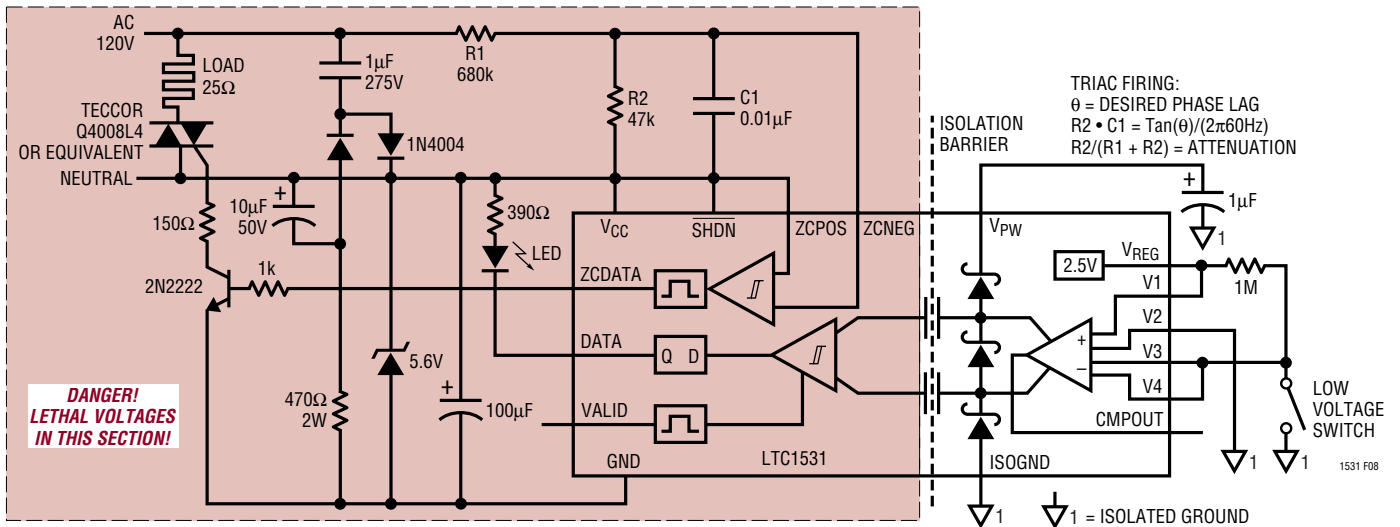 AC
120V
LOAD
25Ω
TECCOR
Q4008L4
OR EQUIVALENT
NEUTRAL
1µF
275V
R1
680k
R2
47k
C1
0.01µF
1N4004
150Ω
10µF
50V
+
390Ω
LED
2N2222
1k
5.6V
470Ω
2W
+
100µF
DANGER!
LETHAL VOLTAGES
IN THIS SECTION!
VCC
SHDN
ZCPOS
ZCNEG
ZCDATA
DATA
Q D
VALID
GND
LTC1531
ISOLATION
BARRIER
TRIAC FIRING:
θ = DESIRED PHASE LAG
R2 • C1 = Tan(θ)/(2π60Hz)
R2/(R1 + R2) = ATTENUATION
+
1µF
1
VPW
2.5V
VREG
1M
V1
V2
V3
V4
+
–
CMPOUT
ISOGND
LOW
VOLTAGE
SWITCH
1
1
1
1 = ISOLATED GROUND
1531 F08